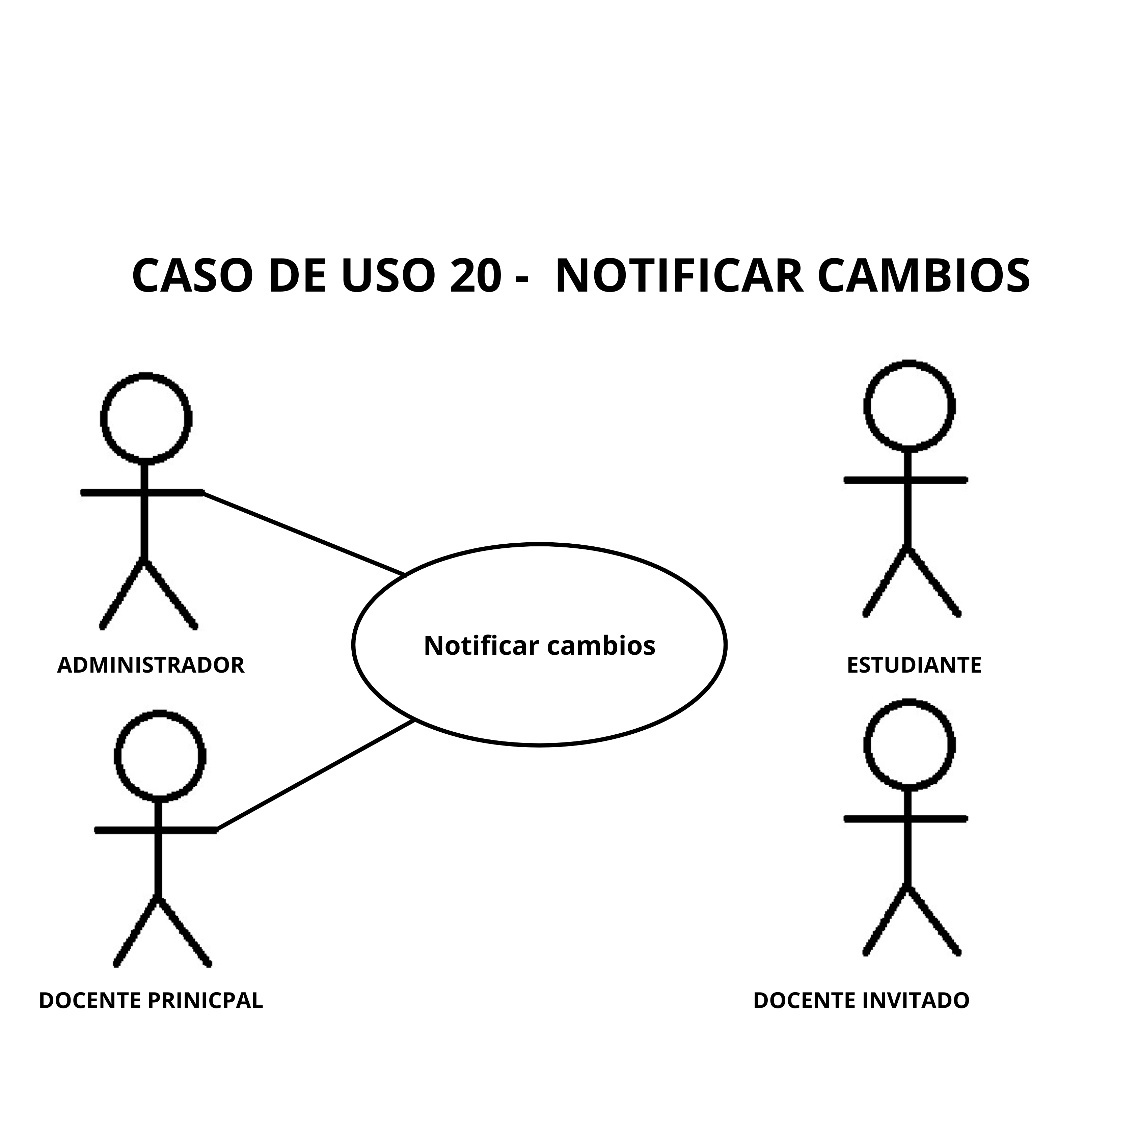 CASO DE USO 20 - NOTIFICAR CAMBIOS
Notificar cambios
ADMINISTRADOR
ESTUDIANTE
DOCENTE PRINICPAL
DOCENTE INVITADO